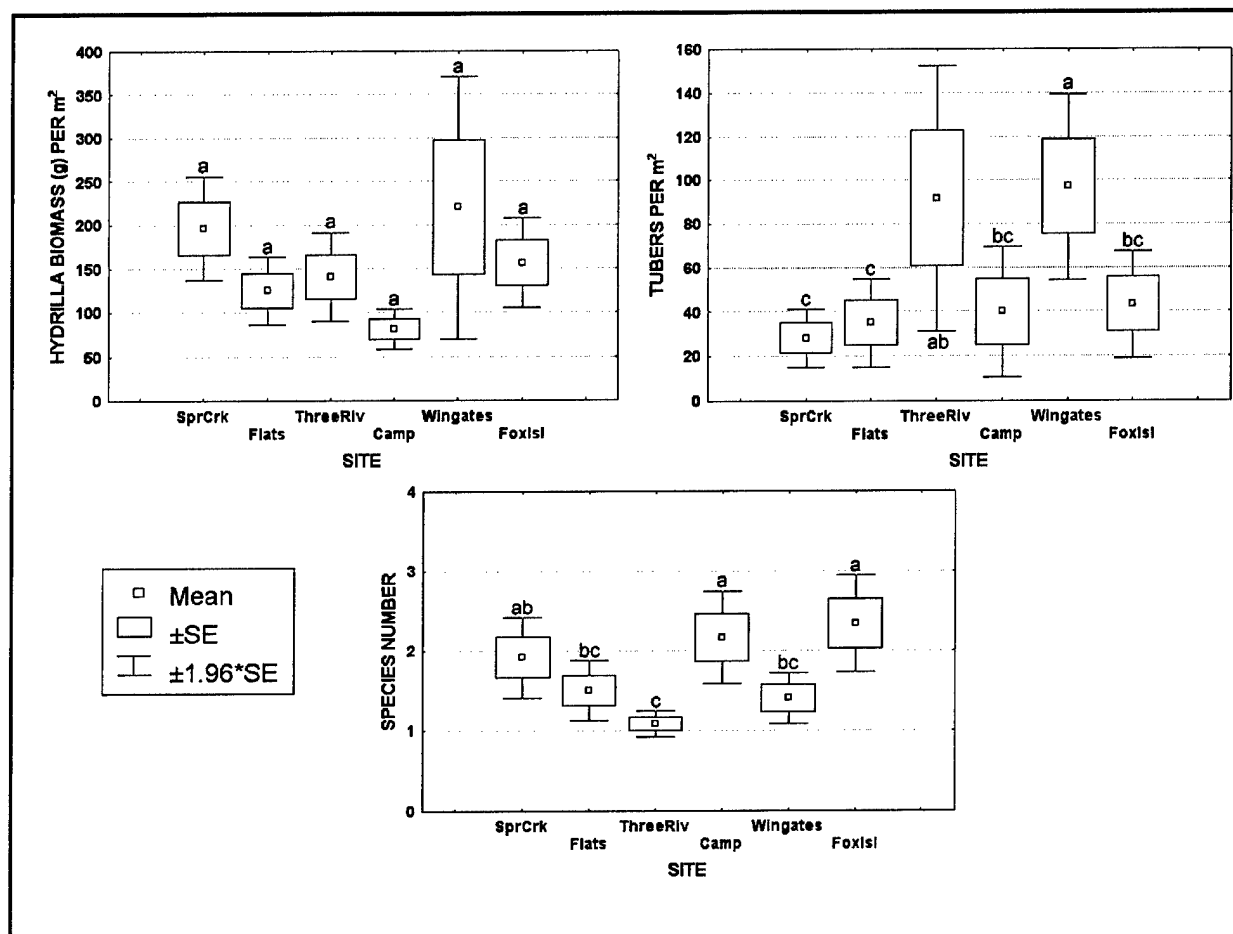 HYDRILLA BIOMASS (g) PER m²
400
350
300
250
200
150
100
50
0
a
a
a
a
a
a
SprCrk
Flats
ThreeRiv
Camp
Wingates
FoxIsl
SITE
TUBERS PER m²
160
140
120
100
80
60
40
20
0
c
c
ab
bc
a
bc
SprCrk
Flats
ThreeRiv
Camp
Wingates
FoxIsl
SITE
Mean
±SE
±1.96*SE
SPECIES NUMBER
4
3
2
1
0
ab
bc
c
a
bc
a
SprCrk
Flats
ThreeRiv
Camp
Wingates
FoxIsl
SITE